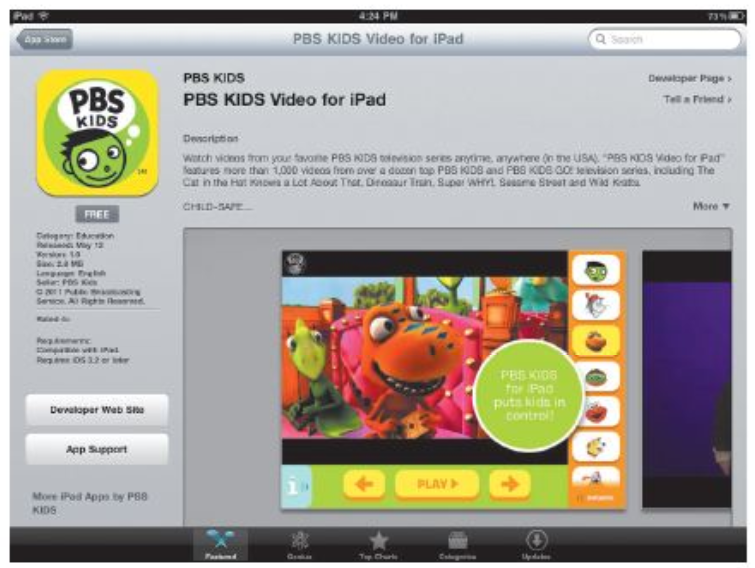 iPad 4:24 PM 73%
App Store PBS KIDS Video for iPad Search
PBS KIDS
PBS KIDS
PBS KIDS Video for iPad
Developer Page ›
Tell a Friend ›
Description
Watch videos from your favorite PBS KIDS television series anytime, anywhere (in the USA). "PBS KIDS Video for iPad"
features more than 1,000 videos from over a dozen top PBS KIDS and PBS KIDS GO! television series, including The
Cat in the Hat Knows a Lot About That, Dinosaur Train, Super WHY!, Sesame Street and Wild Kratts.
CHILD-SAFE...
More ▼
FREE
Category: Education
Released: May 12
Version: 1.0
Size: 2.8 MB
Language: English
Seller: PBS Kids
© 2011 Public Broadcasting
Service. All Rights Reserved.
Rated 4+
Requirements:
Compatible with iPad.
Requires iOS 3.2 or later
Developer Web Site
App Support
More iPad Apps by PBS
KIDS
PBS KIDS
for iPad
puts kids in
control!
PLAY
Featured Genius Top Charts Categories Updates